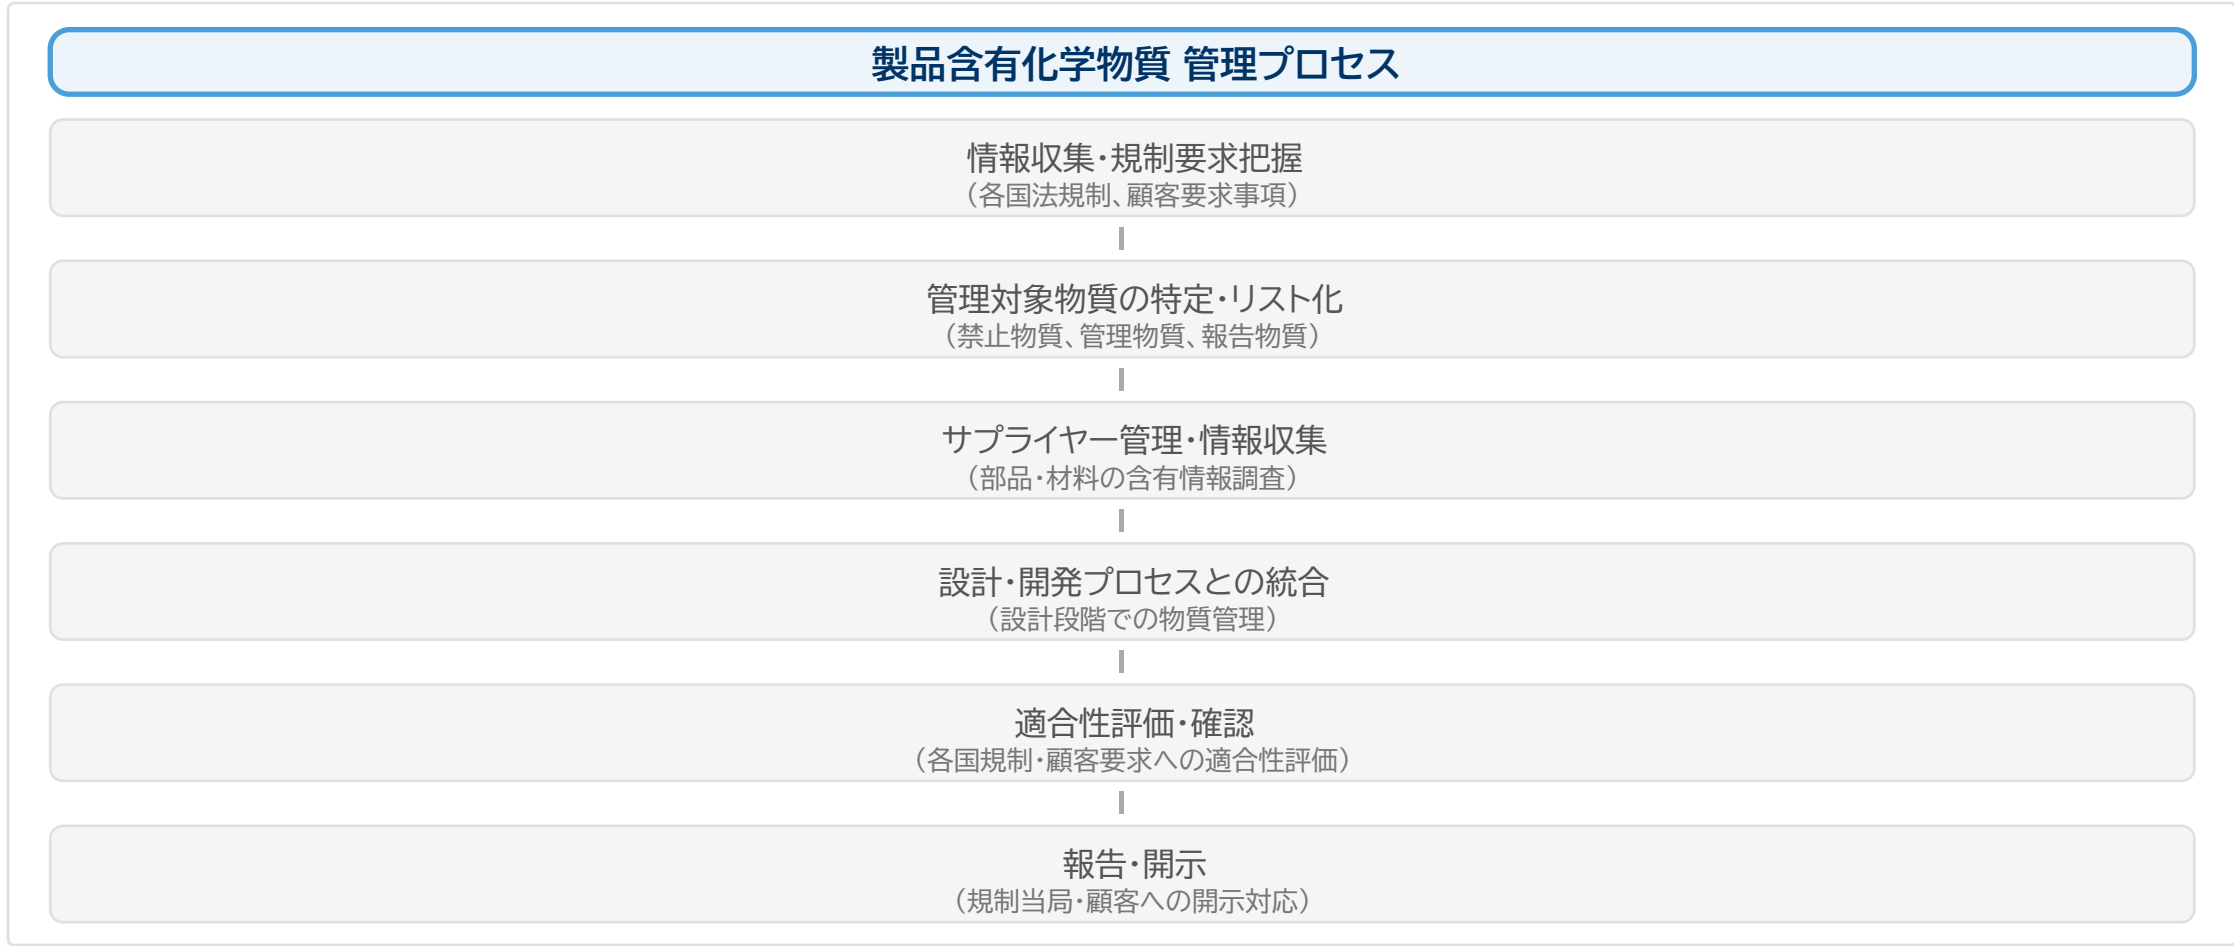 製品含有化学物質 管理プロセス
情報収集・規制要求把握
（各国法規制、顧客要求事項）
管理対象物質の特定・リスト化
（禁止物質、管理物質、報告物質）
サプライヤー管理・情報収集
（部品・材料の含有情報調査）
設計・開発プロセスとの統合
（設計段階での物質管理）
適合性評価・確認
（各国規制・顧客要求への適合性評価）
報告・開示
（規制当局・顧客への開示対応）